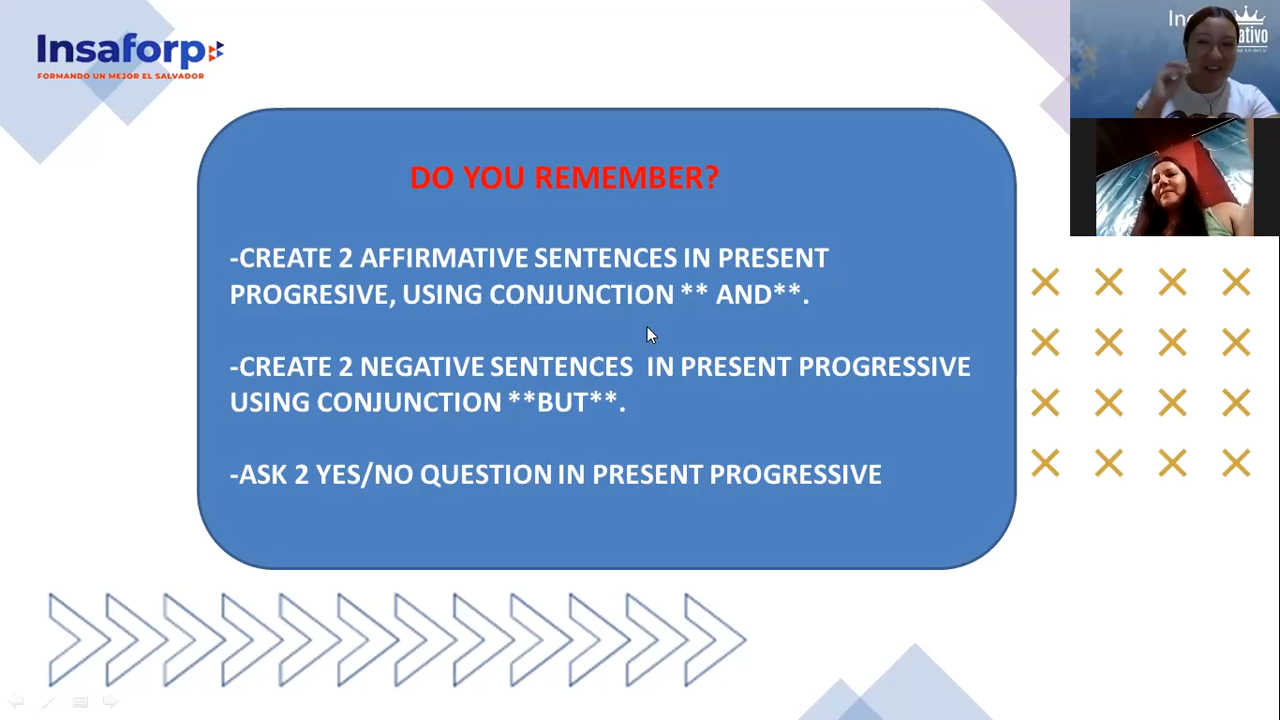 Insaforp
FORMANDO UN MEJOR EL SALVADOR
DO YOU REMEMBER?
-CREATE 2 AFFIRMATIVE SENTENCES IN PRESENT
PROGRESIVE, USING CONJUNCTION ** AND**.
-CREATE 2 NEGATIVE SENTENCES IN PRESENT PROGRESSIVE
USING CONJUNCTION **BUT**.
-ASK 2 YES/NO QUESTION IN PRESENT PROGRESSIVE